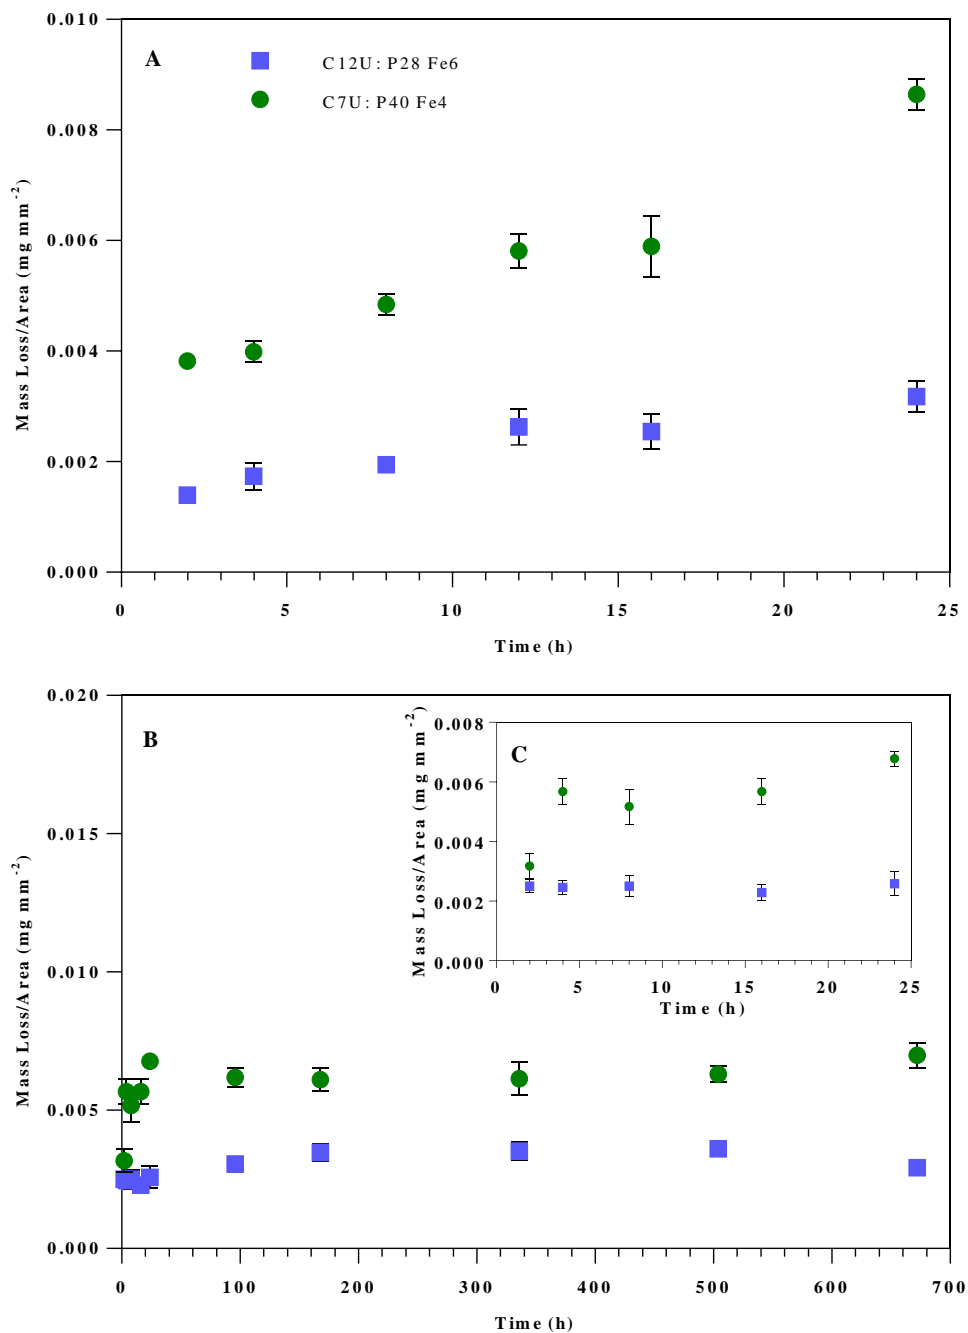 0.010
A
C12U: P28 Fe6
C7U: P40 Fe4
0.008
0.006
0.004
0.002
0.000
Mass Loss/Area (mg mm⁻²)
0 5 10 15 20 25
Time (h)
0.020
B
0.015
0.010
0.005
0.000
Mass Loss/Area (mg mm⁻²)
C
0.008
0.006
0.004
0.002
0.000
Mass Loss/Area (mg mm⁻²)
0 5 10 15 20 25
Time (h)
0 100 200 300 400 500 600 700
Time (h)